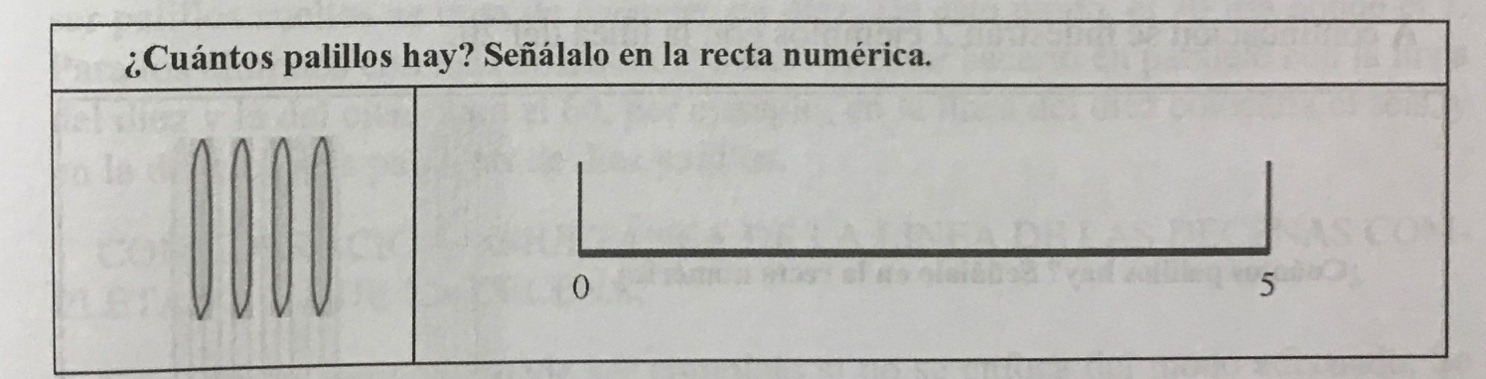 ¿Cuántos palillos hay? Señálalo en la recta numérica.
0 5